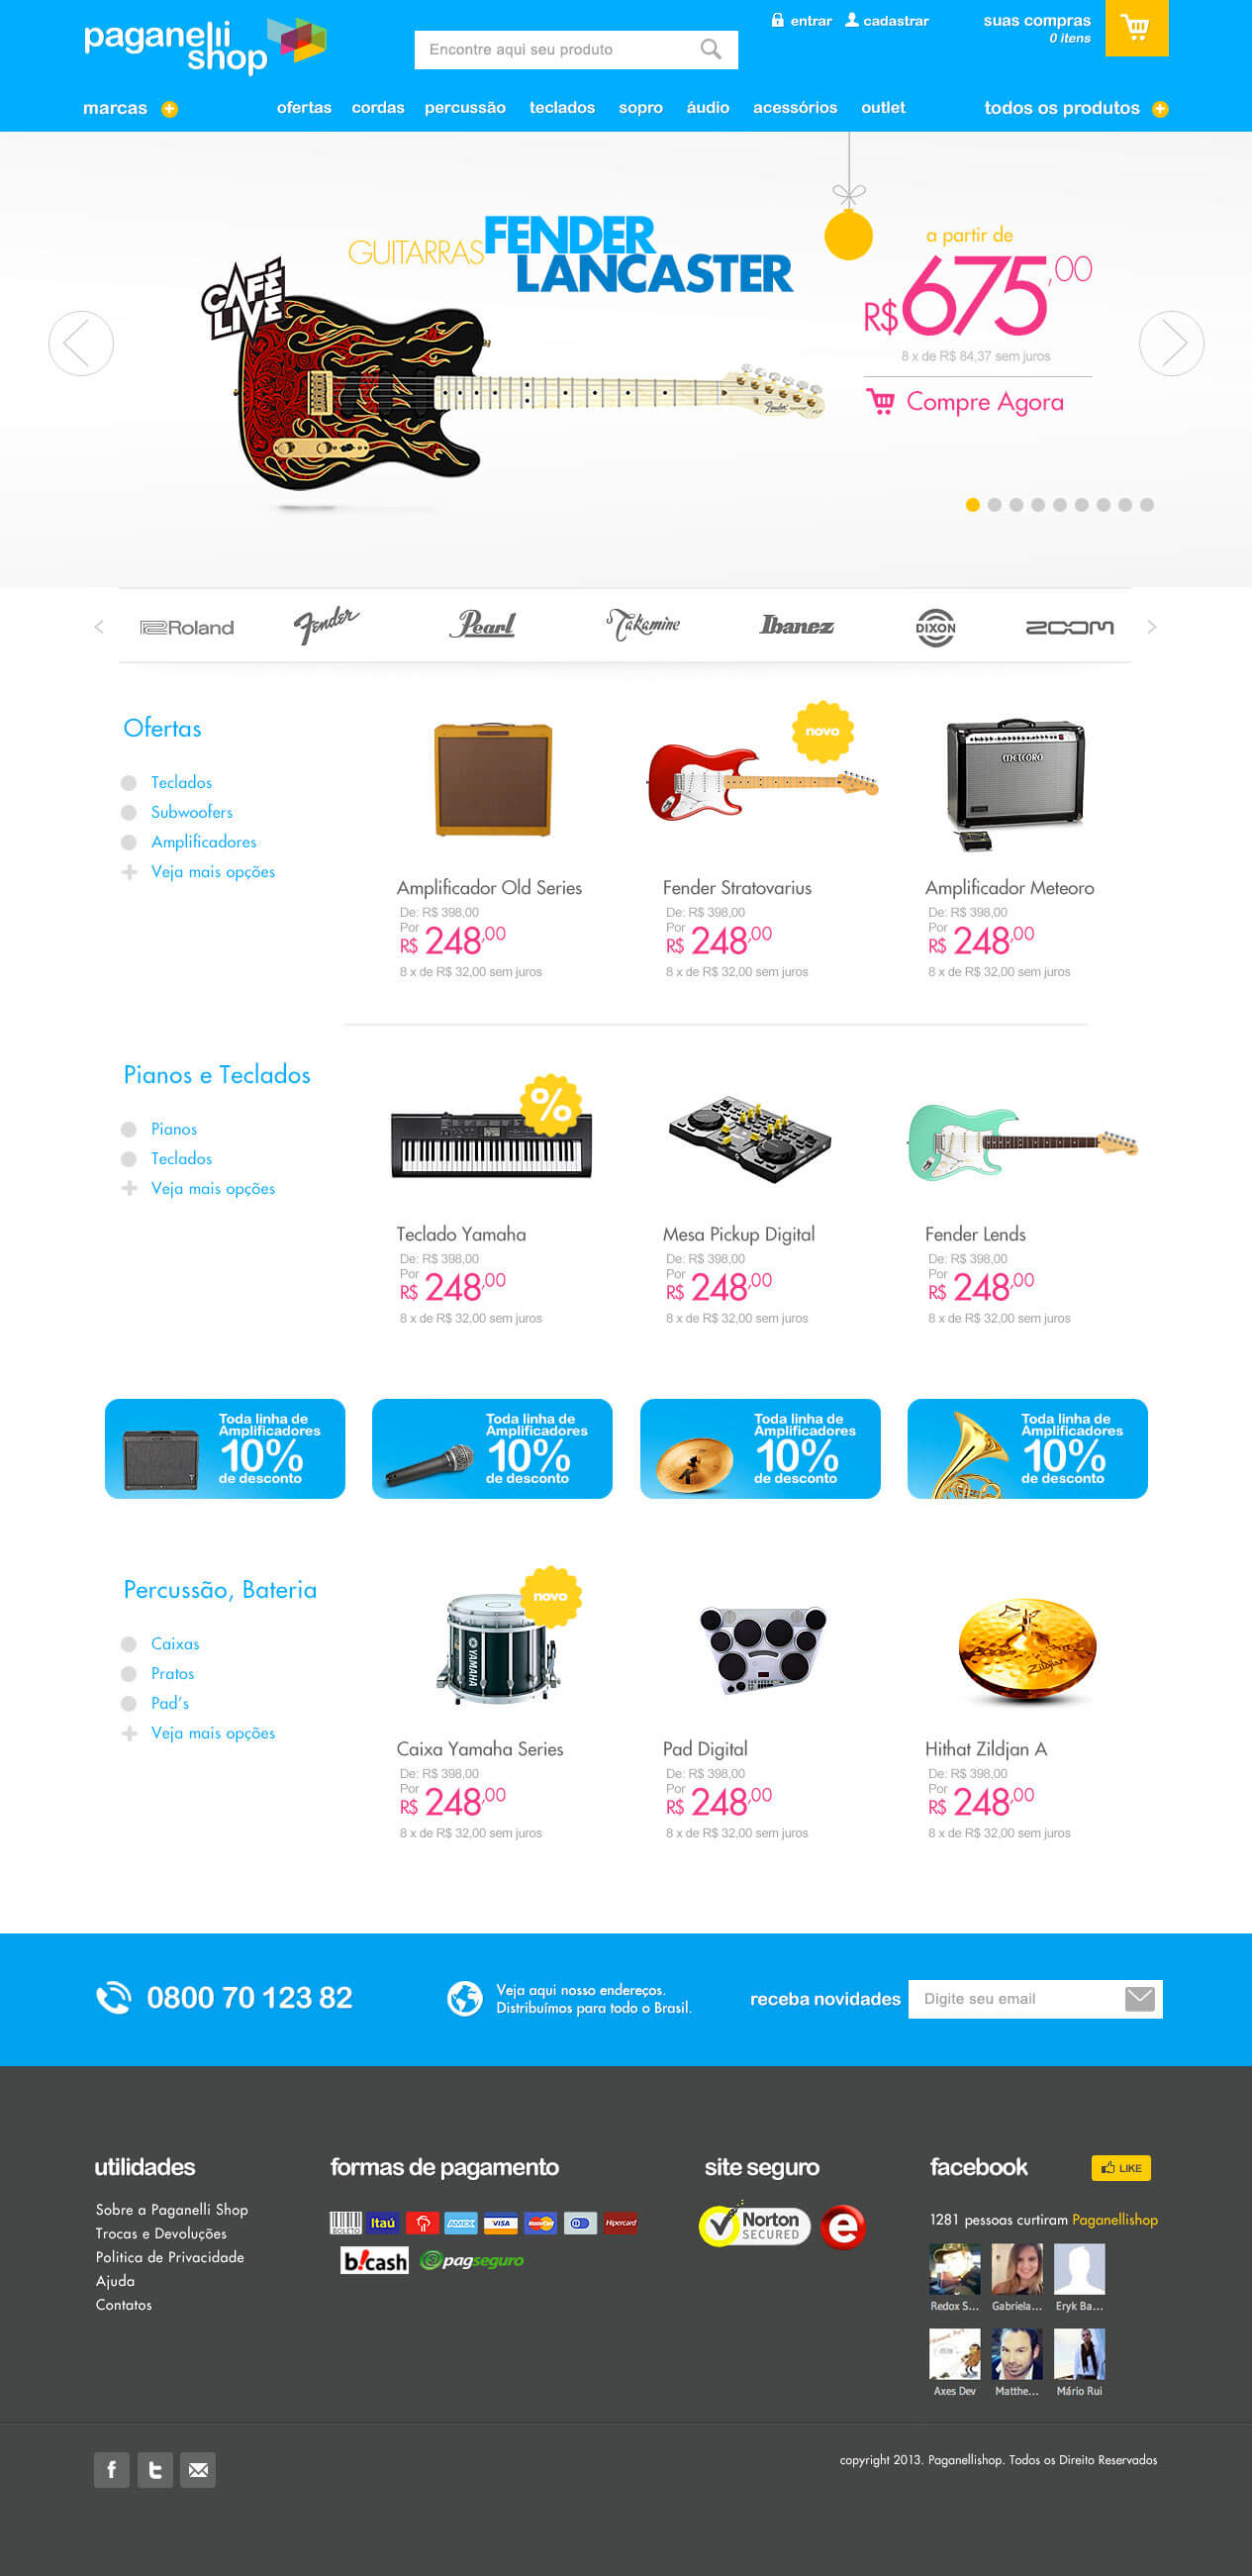 paganelli
shop
Encontre aqui seu produto
entrar
cadastrar
suas compras
0 itens
marcas
ofertas
cordas
percussão
teclados
sopro
áudio
acessórios
outlet
todos os produtos
GUITARRAS FENDER
LANCASTER
CAFÉ
LIVE
Fender
a partir de
R$ 675,00
8 x de R$ 84,37 sem juros
Compre Agora
Roland
Fender
Pearl
Takamine
Ibanez
DIXON
ZOOM
Ofertas
Teclados
Subwoofers
Amplificadores
Veja mais opções
novo
METEORO
Amplificador Old Series
De: R$ 398,00
Por
R$ 248,00
8 x de R$ 32,00 sem juros
Fender Stratovarius
De: R$ 398,00
Por
R$ 248,00
8 x de R$ 32,00 sem juros
Amplificador Meteoro
De: R$ 398,00
Por
R$ 248,00
8 x de R$ 32,00 sem juros
Pianos e Teclados
Pianos
Teclados
Veja mais opções
%
Teclado Yamaha
De: R$ 398,00
Por
R$ 248,00
8 x de R$ 32,00 sem juros
Mesa Pickup Digital
De: R$ 398,00
Por
R$ 248,00
8 x de R$ 32,00 sem juros
Fender Lends
De: R$ 398,00
Por
R$ 248,00
8 x de R$ 32,00 sem juros
Toda linha de
Amplificadores
10%
de desconto
Toda linha de
Amplificadores
10%
de desconto
Toda linha de
Amplificadores
10%
de desconto
Toda linha de
Amplificadores
10%
de desconto
Percussão, Bateria
Caixas
Pratos
Pad's
Veja mais opções
novo
YAMAHA
Zildjian
Caixa Yamaha Series
De: R$ 398,00
Por
R$ 248,00
8 x de R$ 32,00 sem juros
Pad Digital
De: R$ 398,00
Por
R$ 248,00
8 x de R$ 32,00 sem juros
Hithat Zildjan A
De: R$ 398,00
Por
R$ 248,00
8 x de R$ 32,00 sem juros
0800 70 123 82
Veja aqui nosso endereços.
Distribuímos para todo o Brasil.
receba novidades
Digite seu email
utilidades
Sobre a Paganelli Shop
Trocas e Devoluções
Politica de Privacidade
Ajuda
Contatos
formas de pagamento
BOLETO
Itaú
AMEX
VISA
MasterCard
Hipercard
b!cash
pagseguro
site seguro
Norton
SECURED
e
facebook
LIKE
1281 pessoas curtiram Paganellishop
Redox S...
Gabriela...
Eryk Ba...
Axes Dev
Matthe...
Mário Rui
copyright 2013. Paganellishop. Todos os Direito Reservados